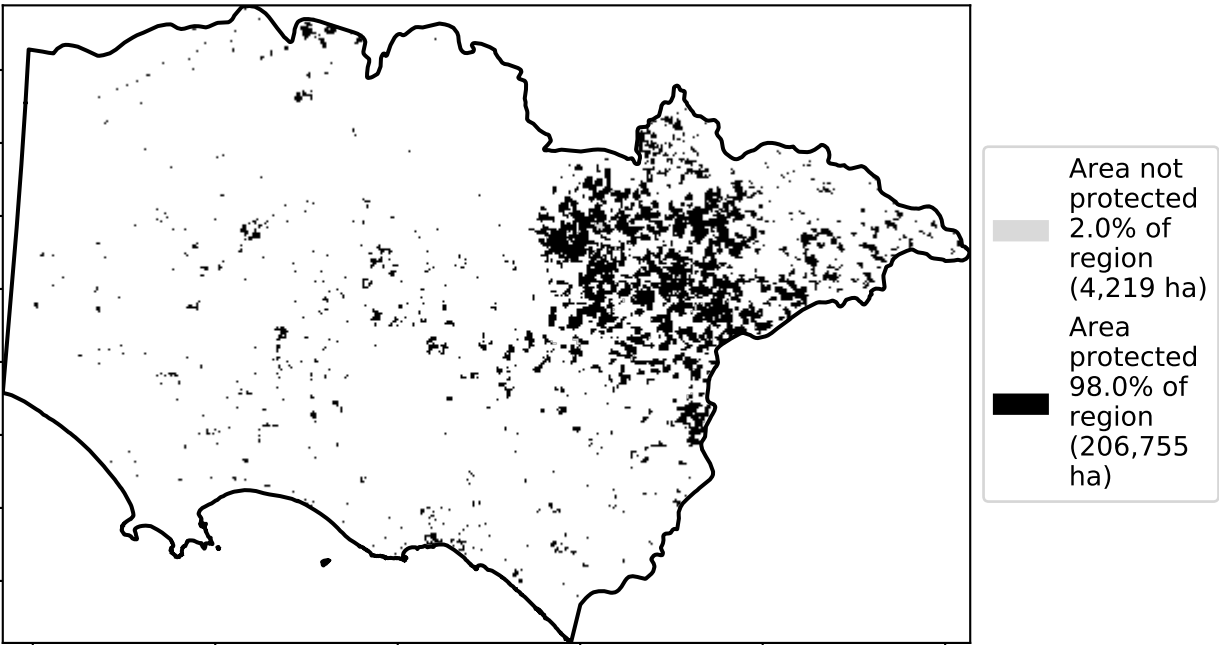 Area not
protected
2.0% of
region
(4,219 ha)
Area
protected
98.0% of
region
(206,755
ha)